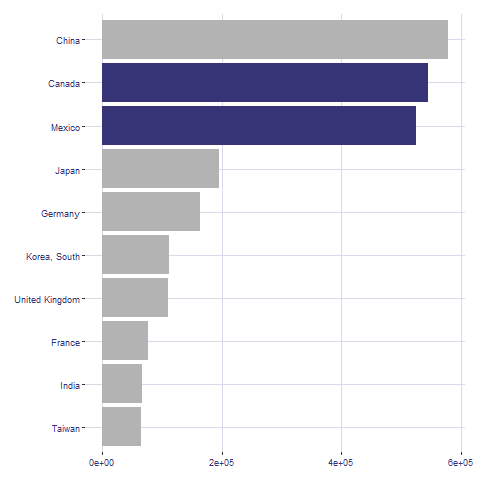 China
Canada
Mexico
Japan
Germany
Korea, South
United Kingdom
France
India
Taiwan
0e+00 2e+05 4e+05 6e+05